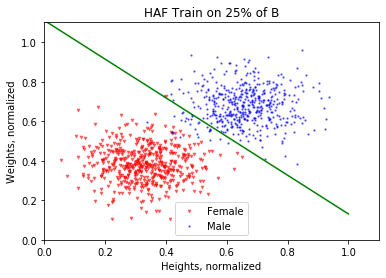 HAF Train on 25% of B
Weights, normalized
1.0
0.8
0.6
0.4
0.2
0.0
Female
Male
0.0 0.2 0.4 0.6 0.8 1.0
Heights, normalized